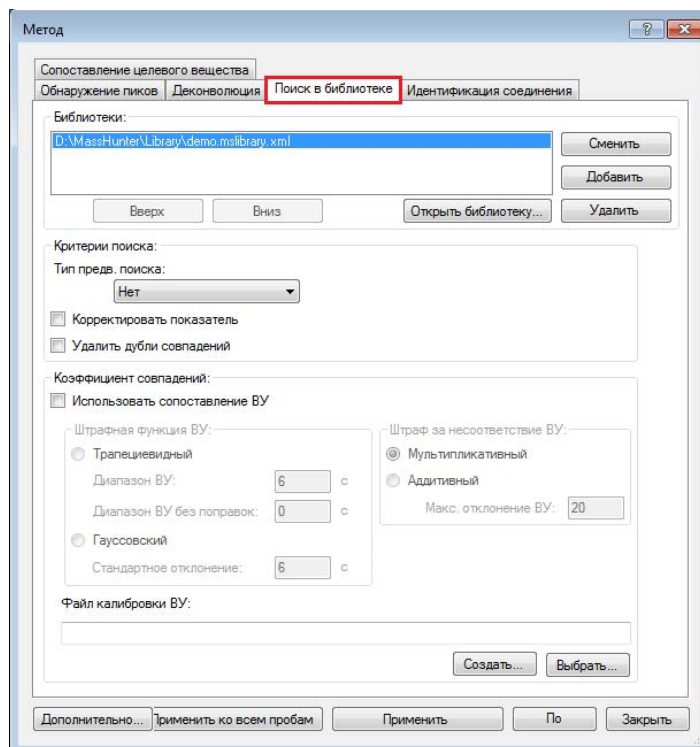 Метод
Сопоставление целевого вещества
Обнаружение пиков Деконволюция Поиск в библиотеке Идентификация соединения
Библиотеки:
D:\MassHunter\Library\demo.mslibrary.xml
Сменить
Добавить
Вверх Вниз Открыть библиотеку... Удалить
Критерии поиска:
Тип предв. поиска:
Нет
Корректировать показатель
Удалить дубли совпадений
Коэффициент совпадений:
Использовать сопоставление ВУ
Штрафная функция ВУ:
Трапециевидный
Диапазон ВУ: 6 с
Диапазон ВУ без поправок: 0 с
Гауссовский
Стандартное отклонение: 6 с
Штраф за несоответствие ВУ:
Мультипликативный
Аддитивный
Макс. отклонение ВУ: 20
Файл калибровки ВУ:
Создать... Выбрать...
Дополнительно... Применить ко всем пробам Применить По Закрыть